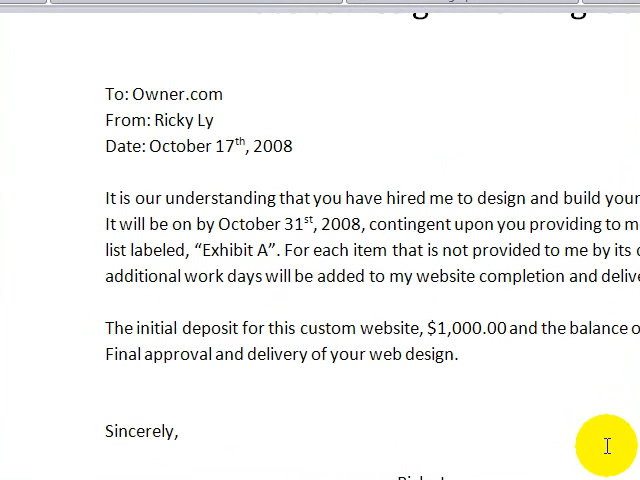 To: Owner.com
From: Ricky Ly
Date: October 17th, 2008
It is our understanding that you have hired me to design and build your
It will be on by October 31st, 2008, contingent upon you providing to
list labeled, “Exhibit A”. For each item that is not provided to me by its
additional work days will be added to my website completion and
The initial deposit for this custom website, $1,000.00 and the balance
Final approval and delivery of your web design.
Sincerely,